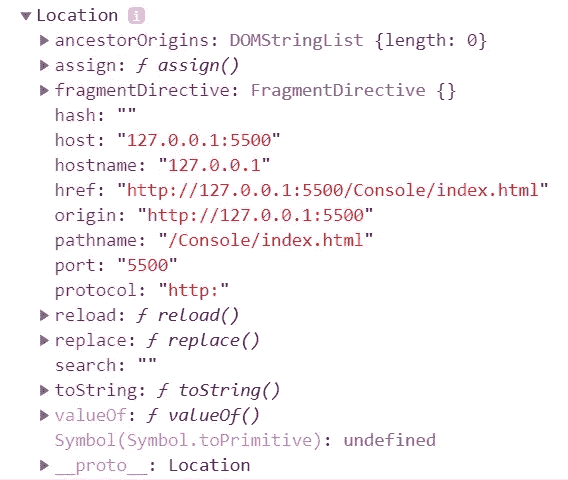 Location i
ancestorOrigins: DOMStringList {length: 0}
assign: ƒ assign()
fragmentDirective: FragmentDirective {}
hash: ""
host: "127.0.0.1:5500"
hostname: "127.0.0.1"
href: "http://127.0.0.1:5500/Console/index.html"
origin: "http://127.0.0.1:5500"
pathname: "/Console/index.html"
port: "5500"
protocol: "http:"
reload: ƒ reload()
replace: ƒ replace()
search: ""
toString: ƒ toString()
valueOf: ƒ valueOf()
Symbol(Symbol.toPrimitive): undefined
__proto__: Location